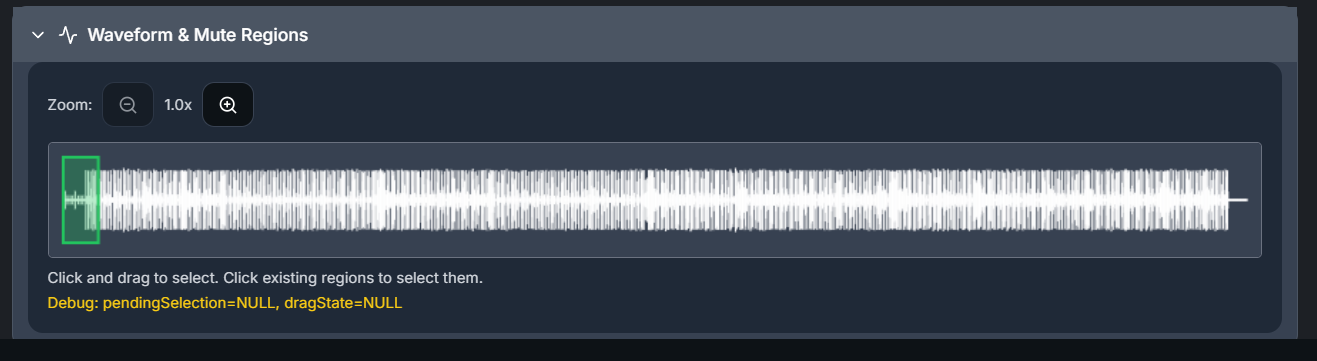 Waveform & Mute Regions
Zoom: 1.0x
Click and drag to select. Click existing regions to select them.
Debug: pendingSelection=NULL, dragState=NULL